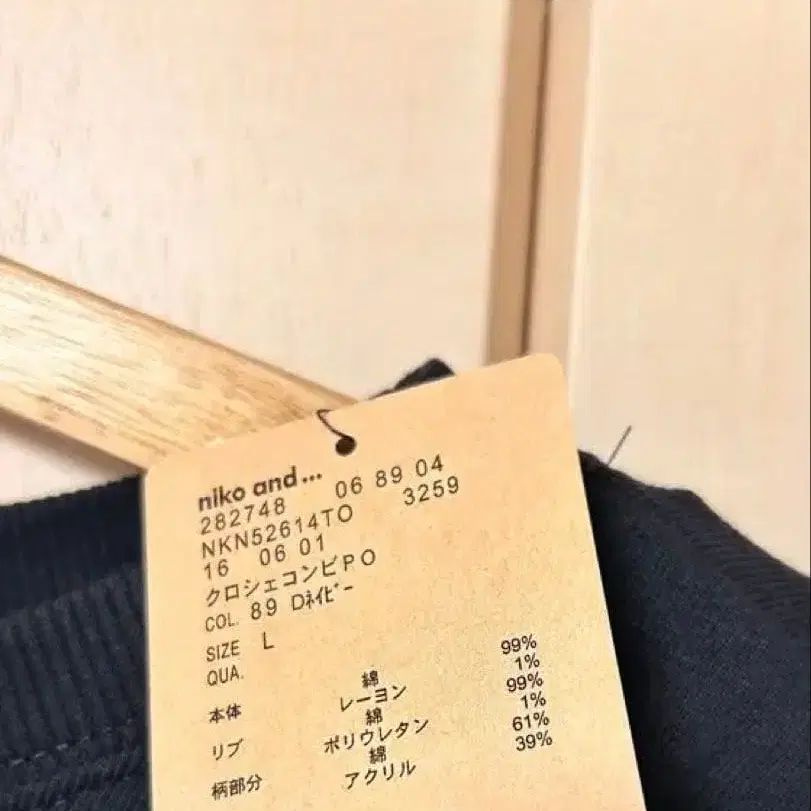 niko and...
282748 06 89 04
NKN52614TO 3259
16 06 01
クロシェコンビPO
COL. 89 Dﾈｲﾋﾞｰ
SIZE L
QUA.
本体 綿 99%
レーヨン 1%
リブ 綿 99%
ポリウレタン 1%
柄部分 綿 61%
アクリル 39%